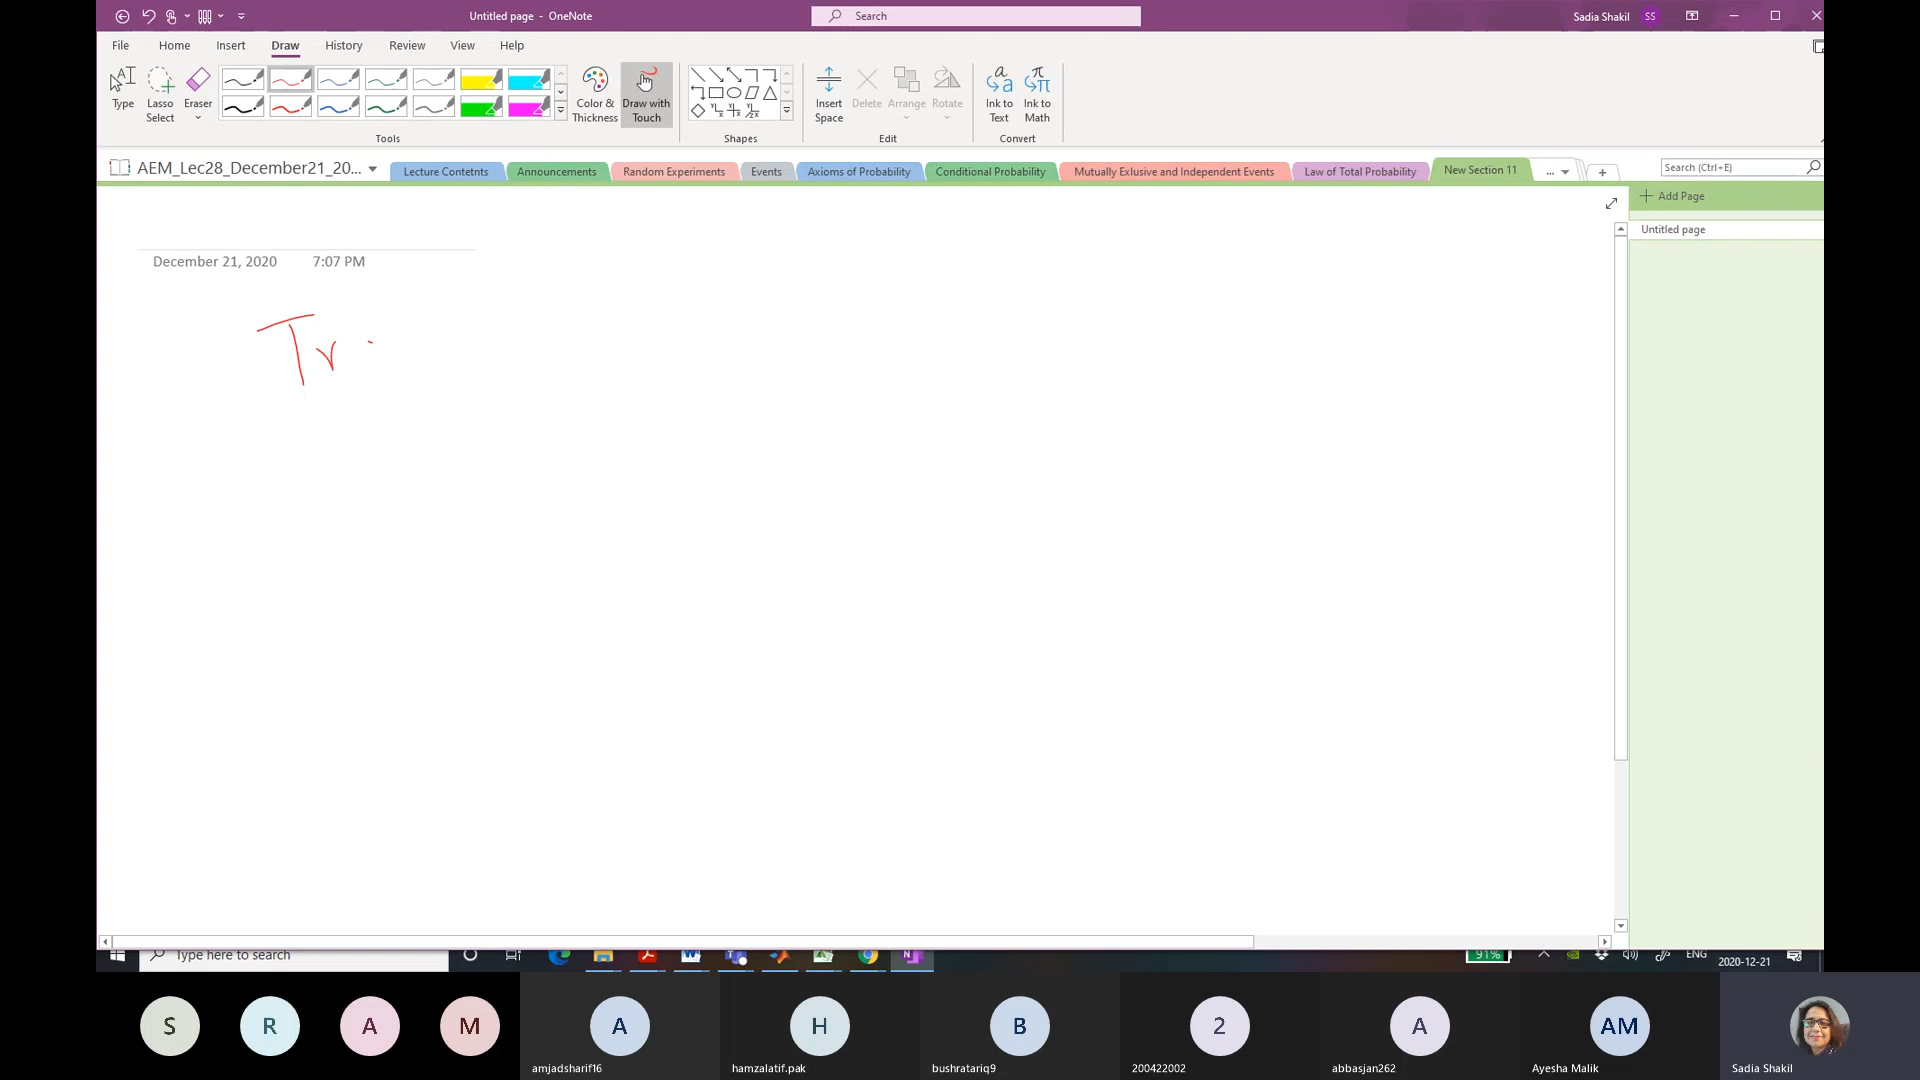 Untitled page - OneNote
Search
Sadia Shakil
SS
File Home Insert Draw History Review View Help
Type
Lasso Select
Eraser
Color & Thickness
Draw with Touch
Insert Space
Delete
Arrange
Rotate
Ink to Text
Ink to Math
Tools
Shapes
Edit
Convert
AEM_Lec28_December21_20...
Lecture Contetnts
Announcements
Random Experiments
Events
Axioms of Probability
Conditional Probability
Mutually Exlusive and Independent Events
Law of Total Probability
New Section 11
...
Search (Ctrl+E)
Add Page
Untitled page
December 21, 2020 7:07 PM
Tr
Type here to search
91%
ENG
2020-12-21
S
R
A
M
A
H
B
2
A
AM
amjadsharif16
hamzalatif.pak
bushratariq9
200422002
abbasjan262
Ayesha Malik
Sadia Shakil